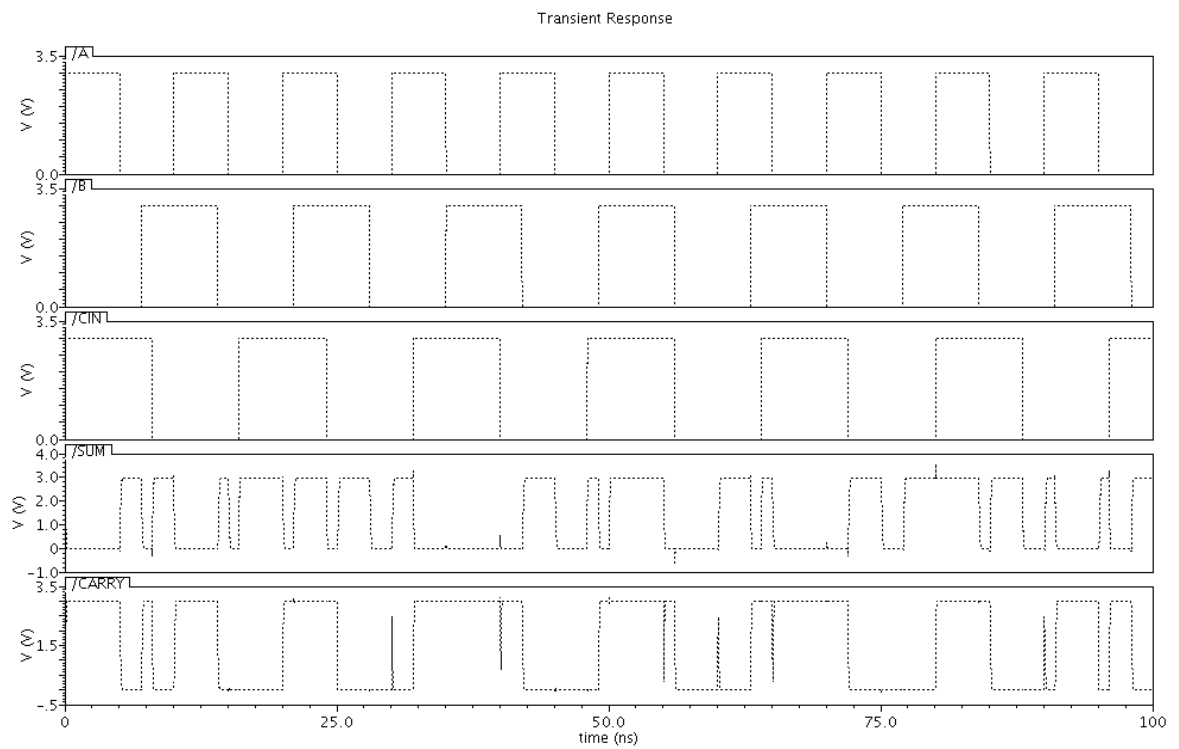 Transient Response
/A
3.5
V (V)
0.0
/B
3.5
V (V)
0.0
/CIN
3.5
V (V)
0.0
/SUM
4.0
3.0
2.0
V (V)
1.0
0
-1.0
/CARRY
3.5
V (V)
1.5
-.5
0 25.0 50.0 75.0 100
time (ns)